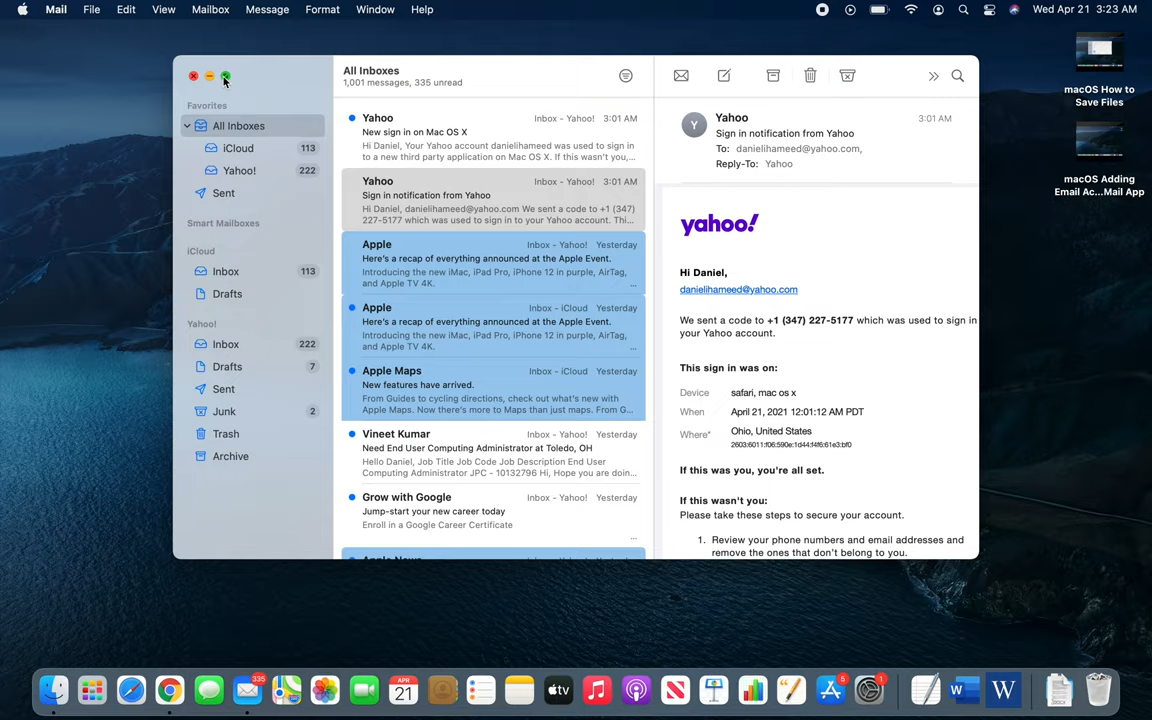 Mail File Edit View Mailbox Message Format Window Help Wed Apr 21 3:23 AM
macOS How to
Save Files
macOS Adding
Email Ac...Mail App
Favorites
All Inboxes
iCloud 113
Yahoo! 222
Sent
Smart Mailboxes
iCloud
Inbox 113
Drafts
Yahoo!
Inbox 222
Drafts 7
Sent
Junk 2
Trash
Archive
All Inboxes
1,001 messages, 335 unread
Yahoo Inbox - Yahoo! 3:01 AM
New sign in on Mac OS X
Hi Daniel, Your Yahoo account danielihameed was used to sign in
to a new third party application on Mac OS X. If this wasn't you,...
Yahoo Inbox - Yahoo! 3:01 AM
Sign in notification from Yahoo
Hi Daniel, danielihameed@yahoo.com We sent a code to +1 (347)
227-5177 which was used to sign in to your Yahoo account. Thi...
Apple Inbox - Yahoo! Yesterday
Here's a recap of everything announced at the Apple Event.
Introducing the new iMac, iPad Pro, iPhone 12 in purple, AirTag,
and Apple TV 4K. ...
Apple Inbox - iCloud Yesterday
Here's a recap of everything announced at the Apple Event.
Introducing the new iMac, iPad Pro, iPhone 12 in purple, AirTag,
and Apple TV 4K. ...
Apple Maps Inbox - iCloud Yesterday
New features have arrived.
From Guides to cycling directions, check out what's new with
Apple Maps. Now there's more to Maps than just maps. From G...
Vineet Kumar Inbox - Yahoo! Yesterday
Need End User Computing Administrator at Toledo, OH
Hello Daniel, Job Title Job Code Job Description End User
Computing Administrator JPC - 10132796 Hi, Hope you are doin...
Grow with Google Inbox - Yahoo! Yesterday
Jump-start your new career today
Enroll in a Google Career Certificate
...
Apple News Inbox - iCloud Yesterday
Y
Yahoo 3:01 AM
Sign in notification from Yahoo
To: danielihameed@yahoo.com,
Reply-To: Yahoo
yahoo!
Hi Daniel,
danielihameed@yahoo.com
We sent a code to +1 (347) 227-5177 which was used to sign in
your Yahoo account.
This sign in was on:
Device safari, mac os x
When April 21, 2021 12:01:12 AM PDT
Where* Ohio, United States
2603:6011:f06:590e:1d44:f4f6:61e3:bf0
If this was you, you're all set.
If this wasn't you:
Please take these steps to secure your account.
1. Review your phone numbers and email addresses and
remove the ones that don't belong to you.
335 APR 21 tv 5 1 W W